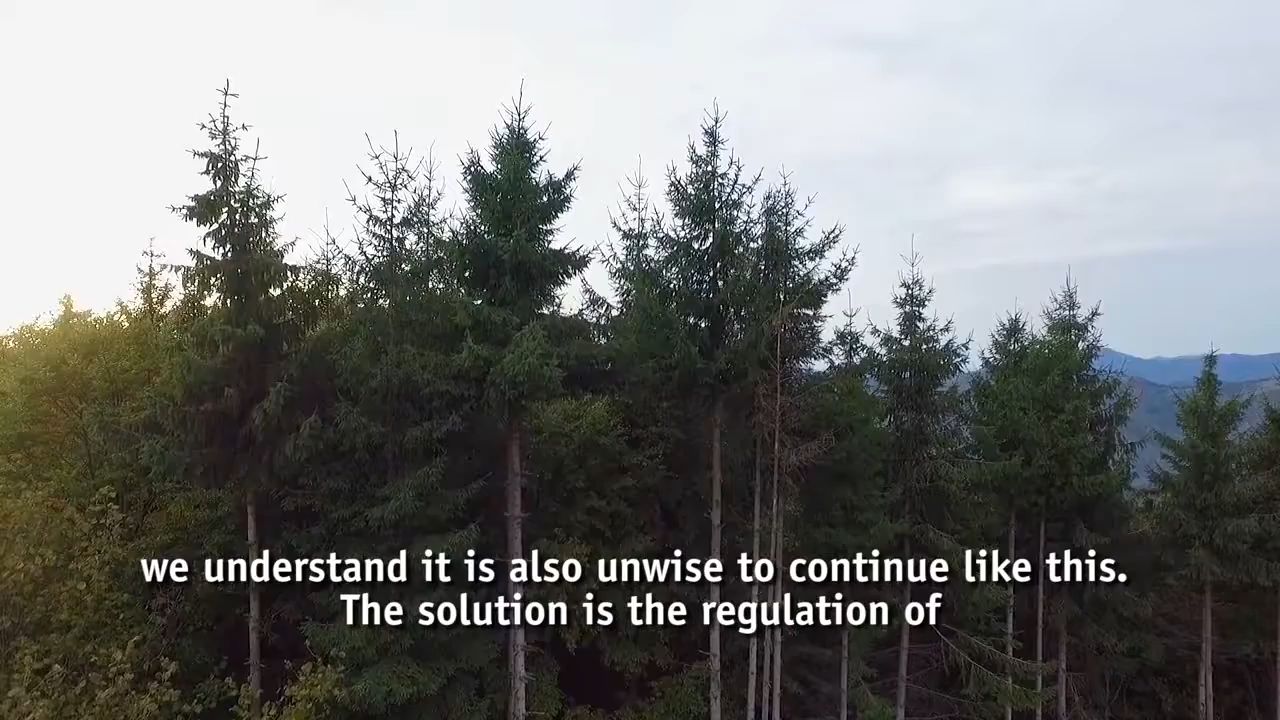 we understand it is also unwise to continue like this.
The solution is the regulation of